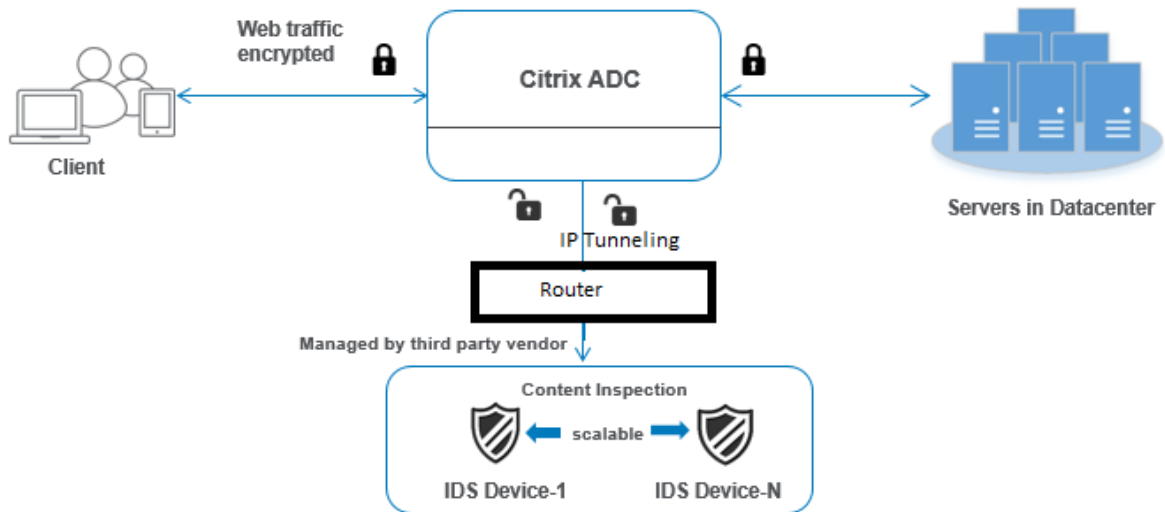 Web traffic
encrypted
Citrix ADC
Client
Servers in Datacenter
IP Tunneling
Router
Managed by third party vendor
Content Inspection
scalable
IDS Device-1
IDS Device-N